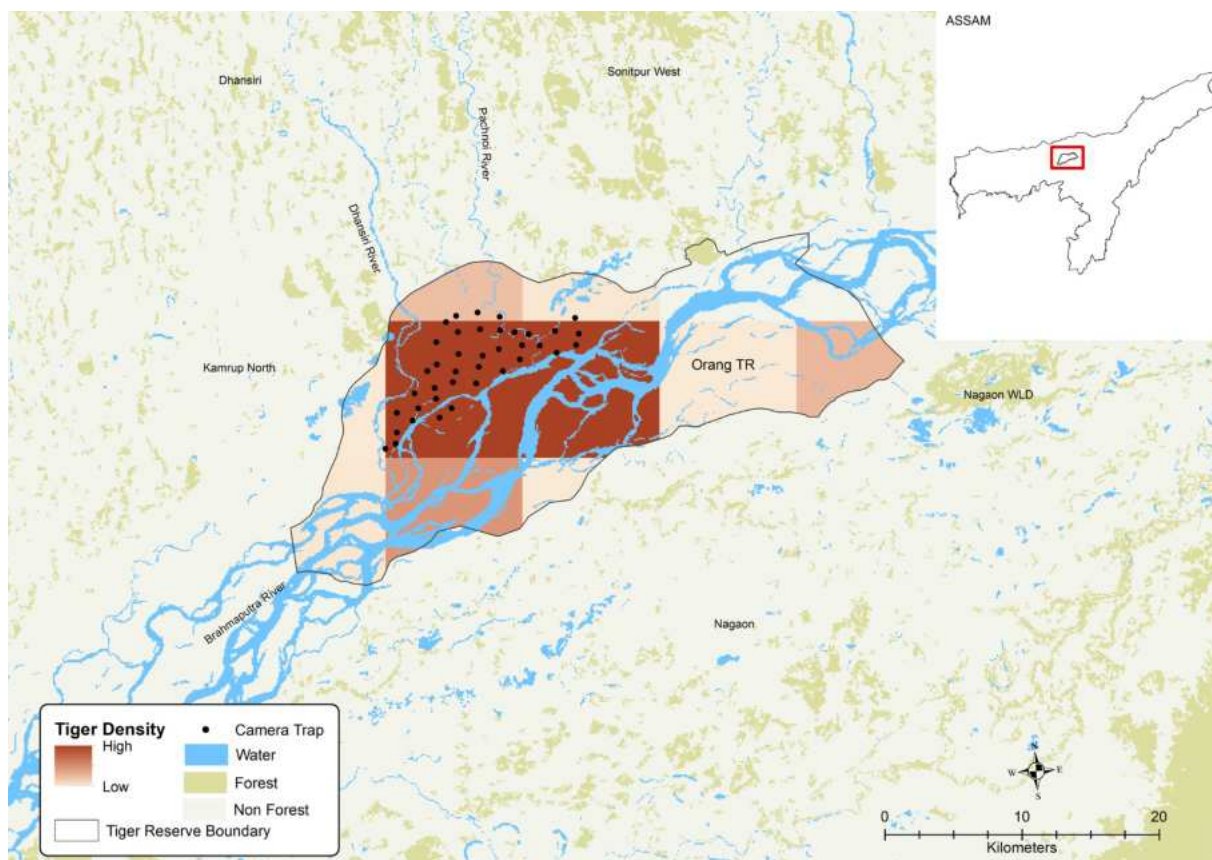 ASSAM
Dhansiri
Sonitpur West
Pachnoi River
Dhansiri River
Kamrup North
Orang TR
Nagaon WLD
Brahmaputra River
Nagaon
Tiger Density
High
Low
Camera Trap
Water
Forest
Non Forest
Tiger Reserve Boundary
N
W E
S
0 5 10 20
Kilometers